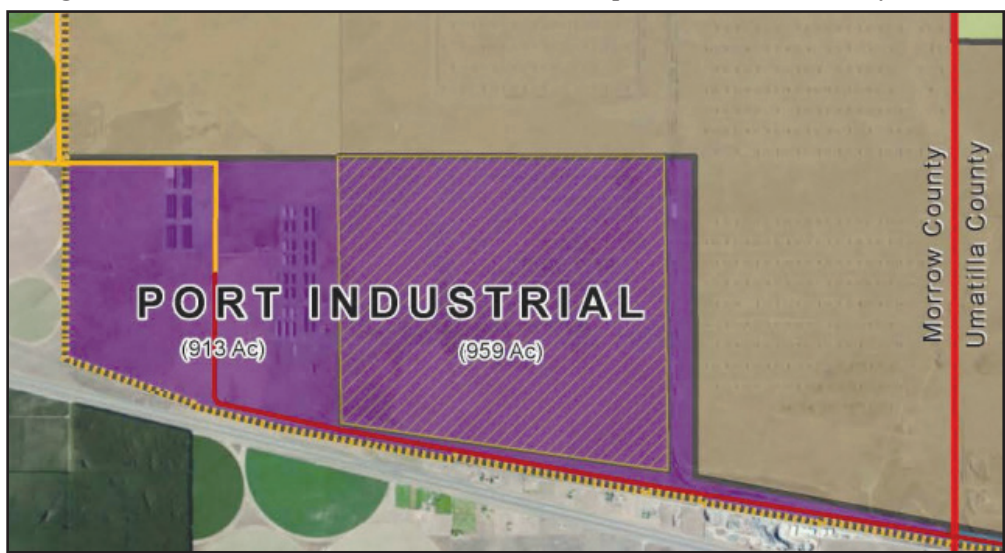 PORT INDUSTRIAL
(913 Ac)
(959 Ac)
Morrow County
Umatilla County